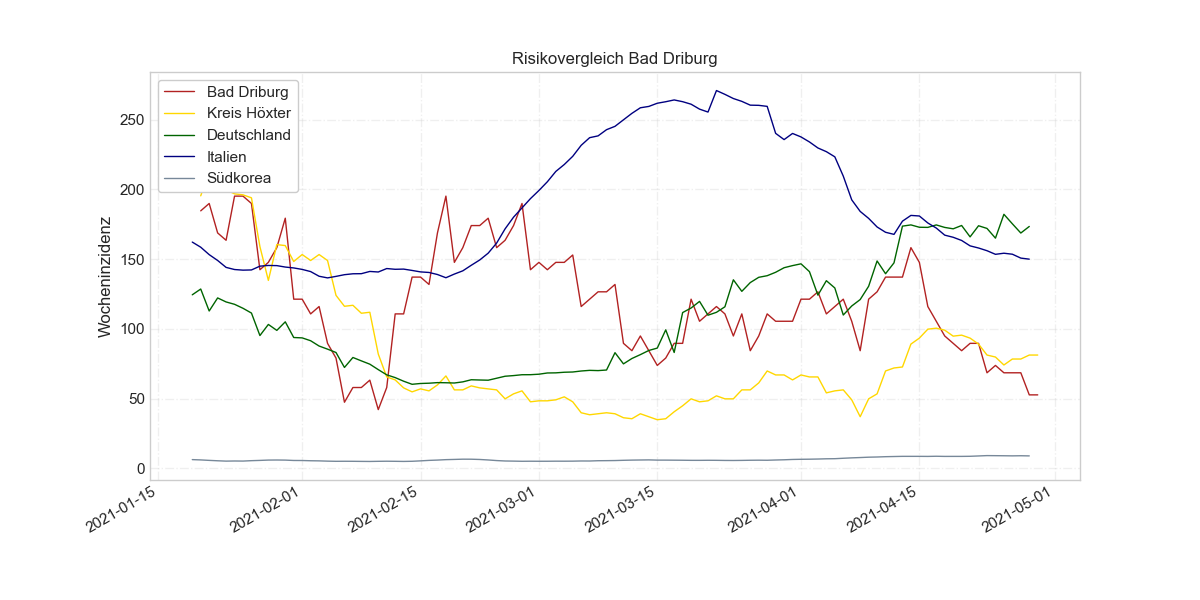 Risikovergleich Bad Driburg
Bad Driburg
Kreis Höxter
Deutschland
Italien
Südkorea
Wocheninzidenz
250
200
150
100
50
0
2021-01-15
2021-02-01
2021-02-15
2021-03-01
2021-03-15
2021-04-01
2021-04-15
2021-05-01